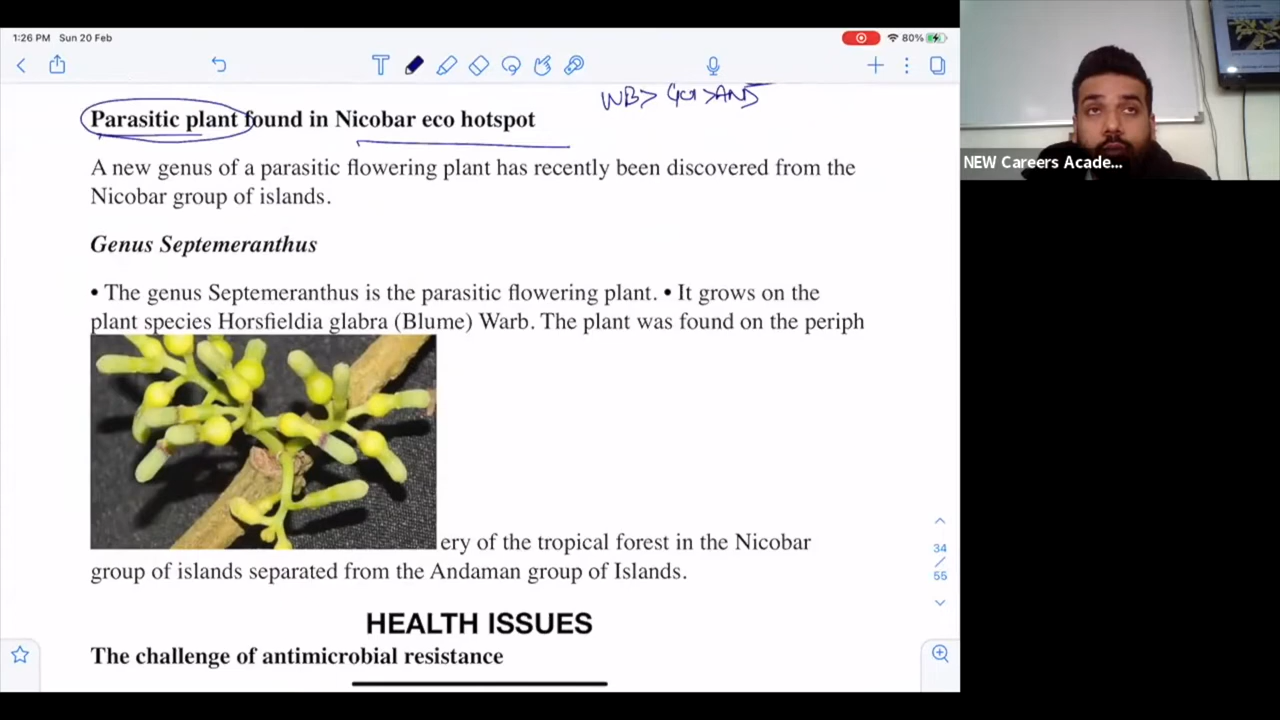 1:26 PM Sun 20 Feb
80%
WB> Guj >AND
Parasitic plant found in Nicobar eco hotspot
A new genus of a parasitic flowering plant has recently been discovered from the
Nicobar group of islands.
Genus Septemeranthus
• The genus Septemeranthus is the parasitic flowering plant. • It grows on the
plant species Horsfieldia glabra (Blume) Warb. The plant was found on the periph
ery of the tropical forest in the Nicobar
group of islands separated from the Andaman group of Islands.
HEALTH ISSUES
The challenge of antimicrobial resistance
34
/
55
NEW Careers Acade...